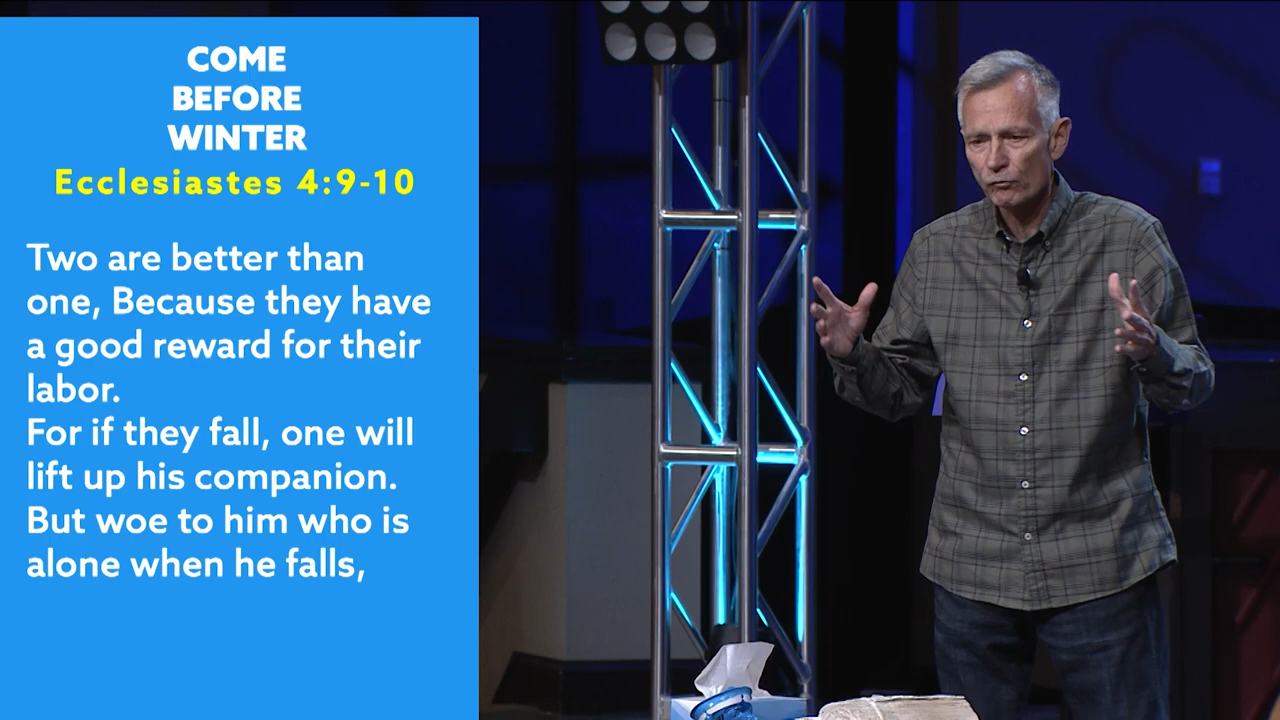 COME
BEFORE
WINTER
Ecclesiastes 4:9-10
Two are better than
one, Because they have
a good reward for their
labor.
For if they fall, one will
lift up his companion.
But woe to him who is
alone when he falls,